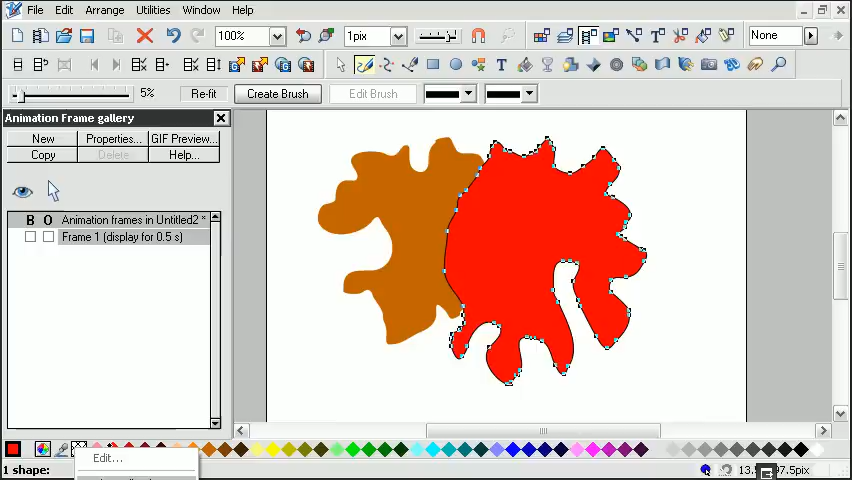 File Edit Arrange Utilities Window Help
100% 1pix None
5% Re-fit Create Brush Edit Brush
Animation Frame gallery
New Properties... GIF Preview...
Copy Delete Help...
B O Animation frames in Untitled2 *
Frame 1 (display for 0.5 s)
Edit...
1 shape: